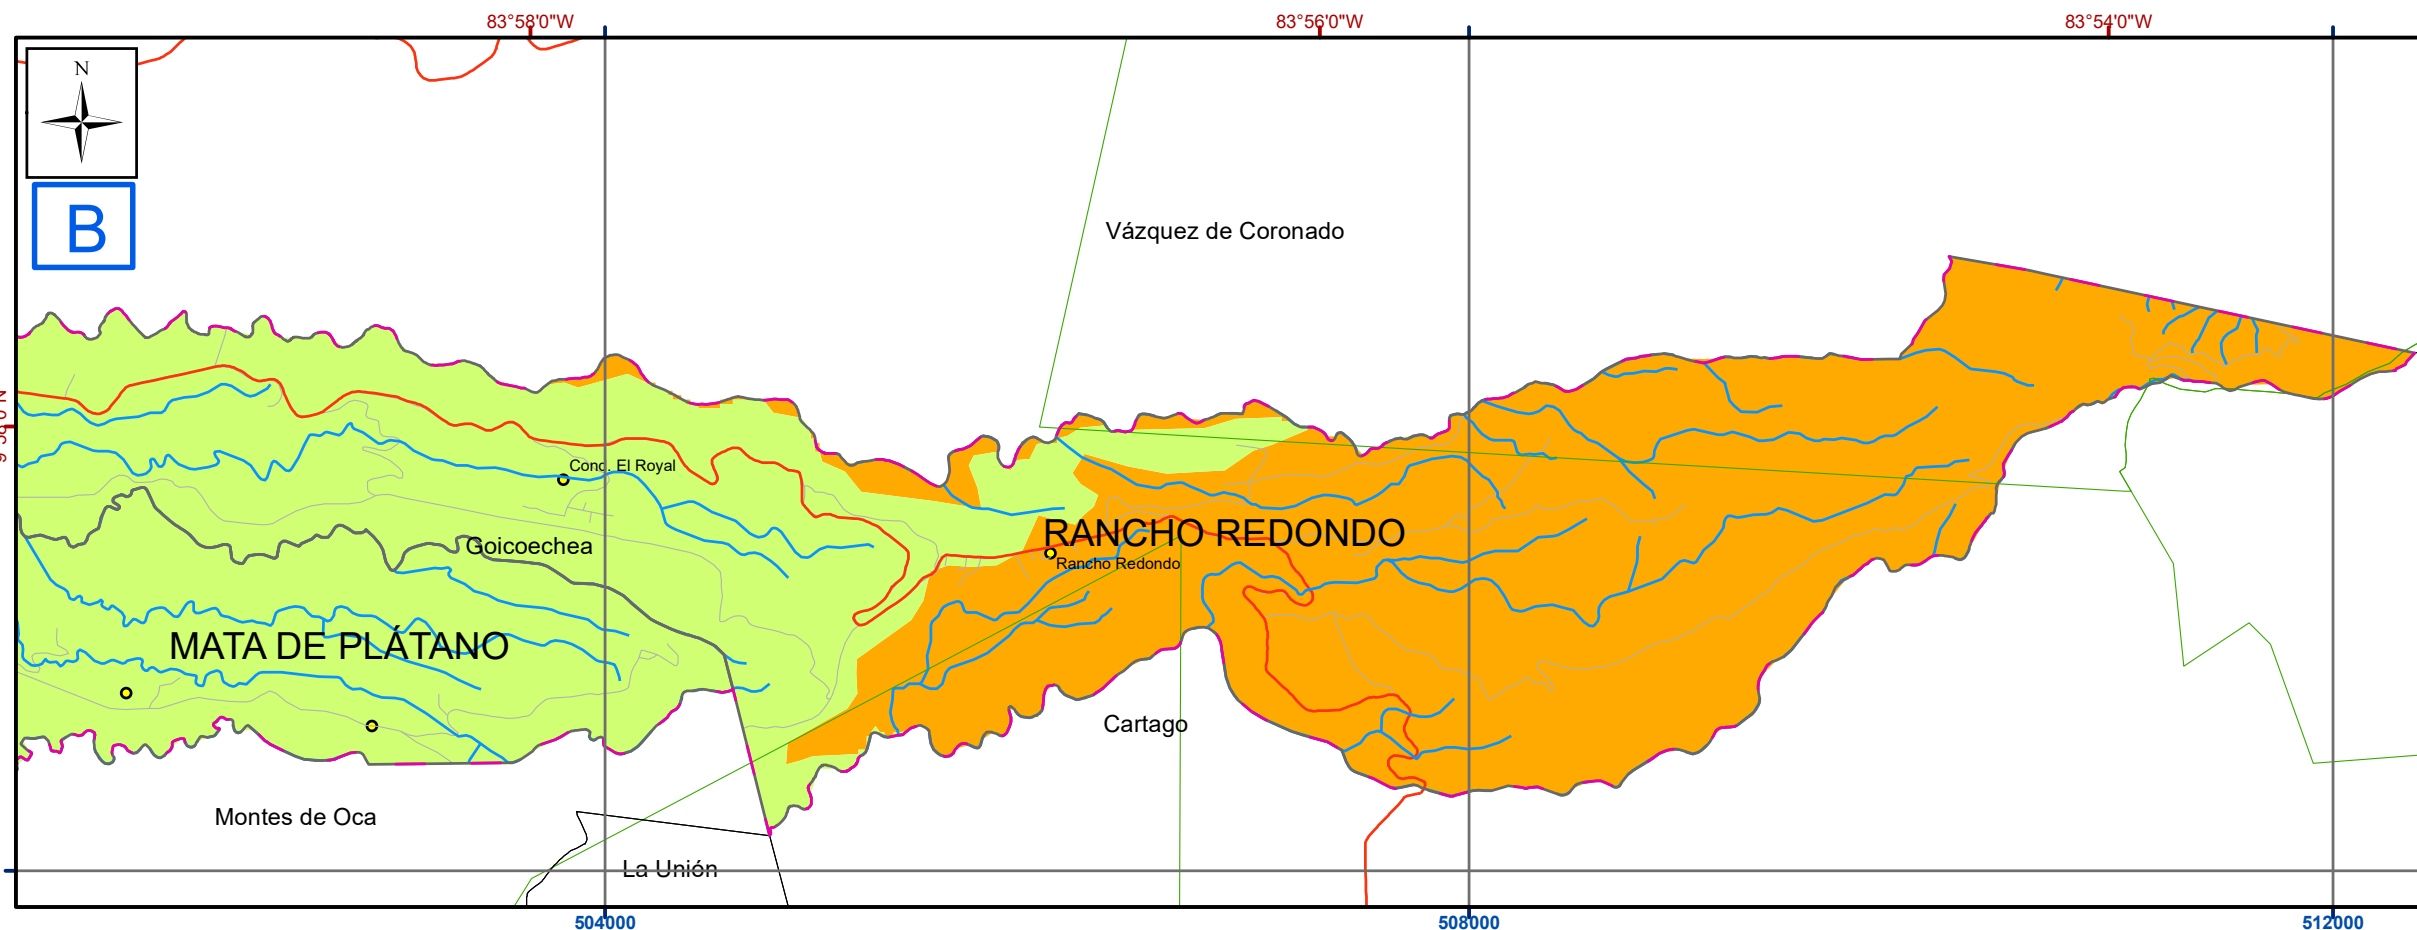 83°58'0"W
83°56'0"W
83°54'0"W
N
B
Vázquez de Coronado
Cond. El Royal
RANCHO REDONDO
Goicoechea
Rancho Redondo
MATA DE PLÁTANO
Cartago
Montes de Oca
La Unión
504000
508000
512000